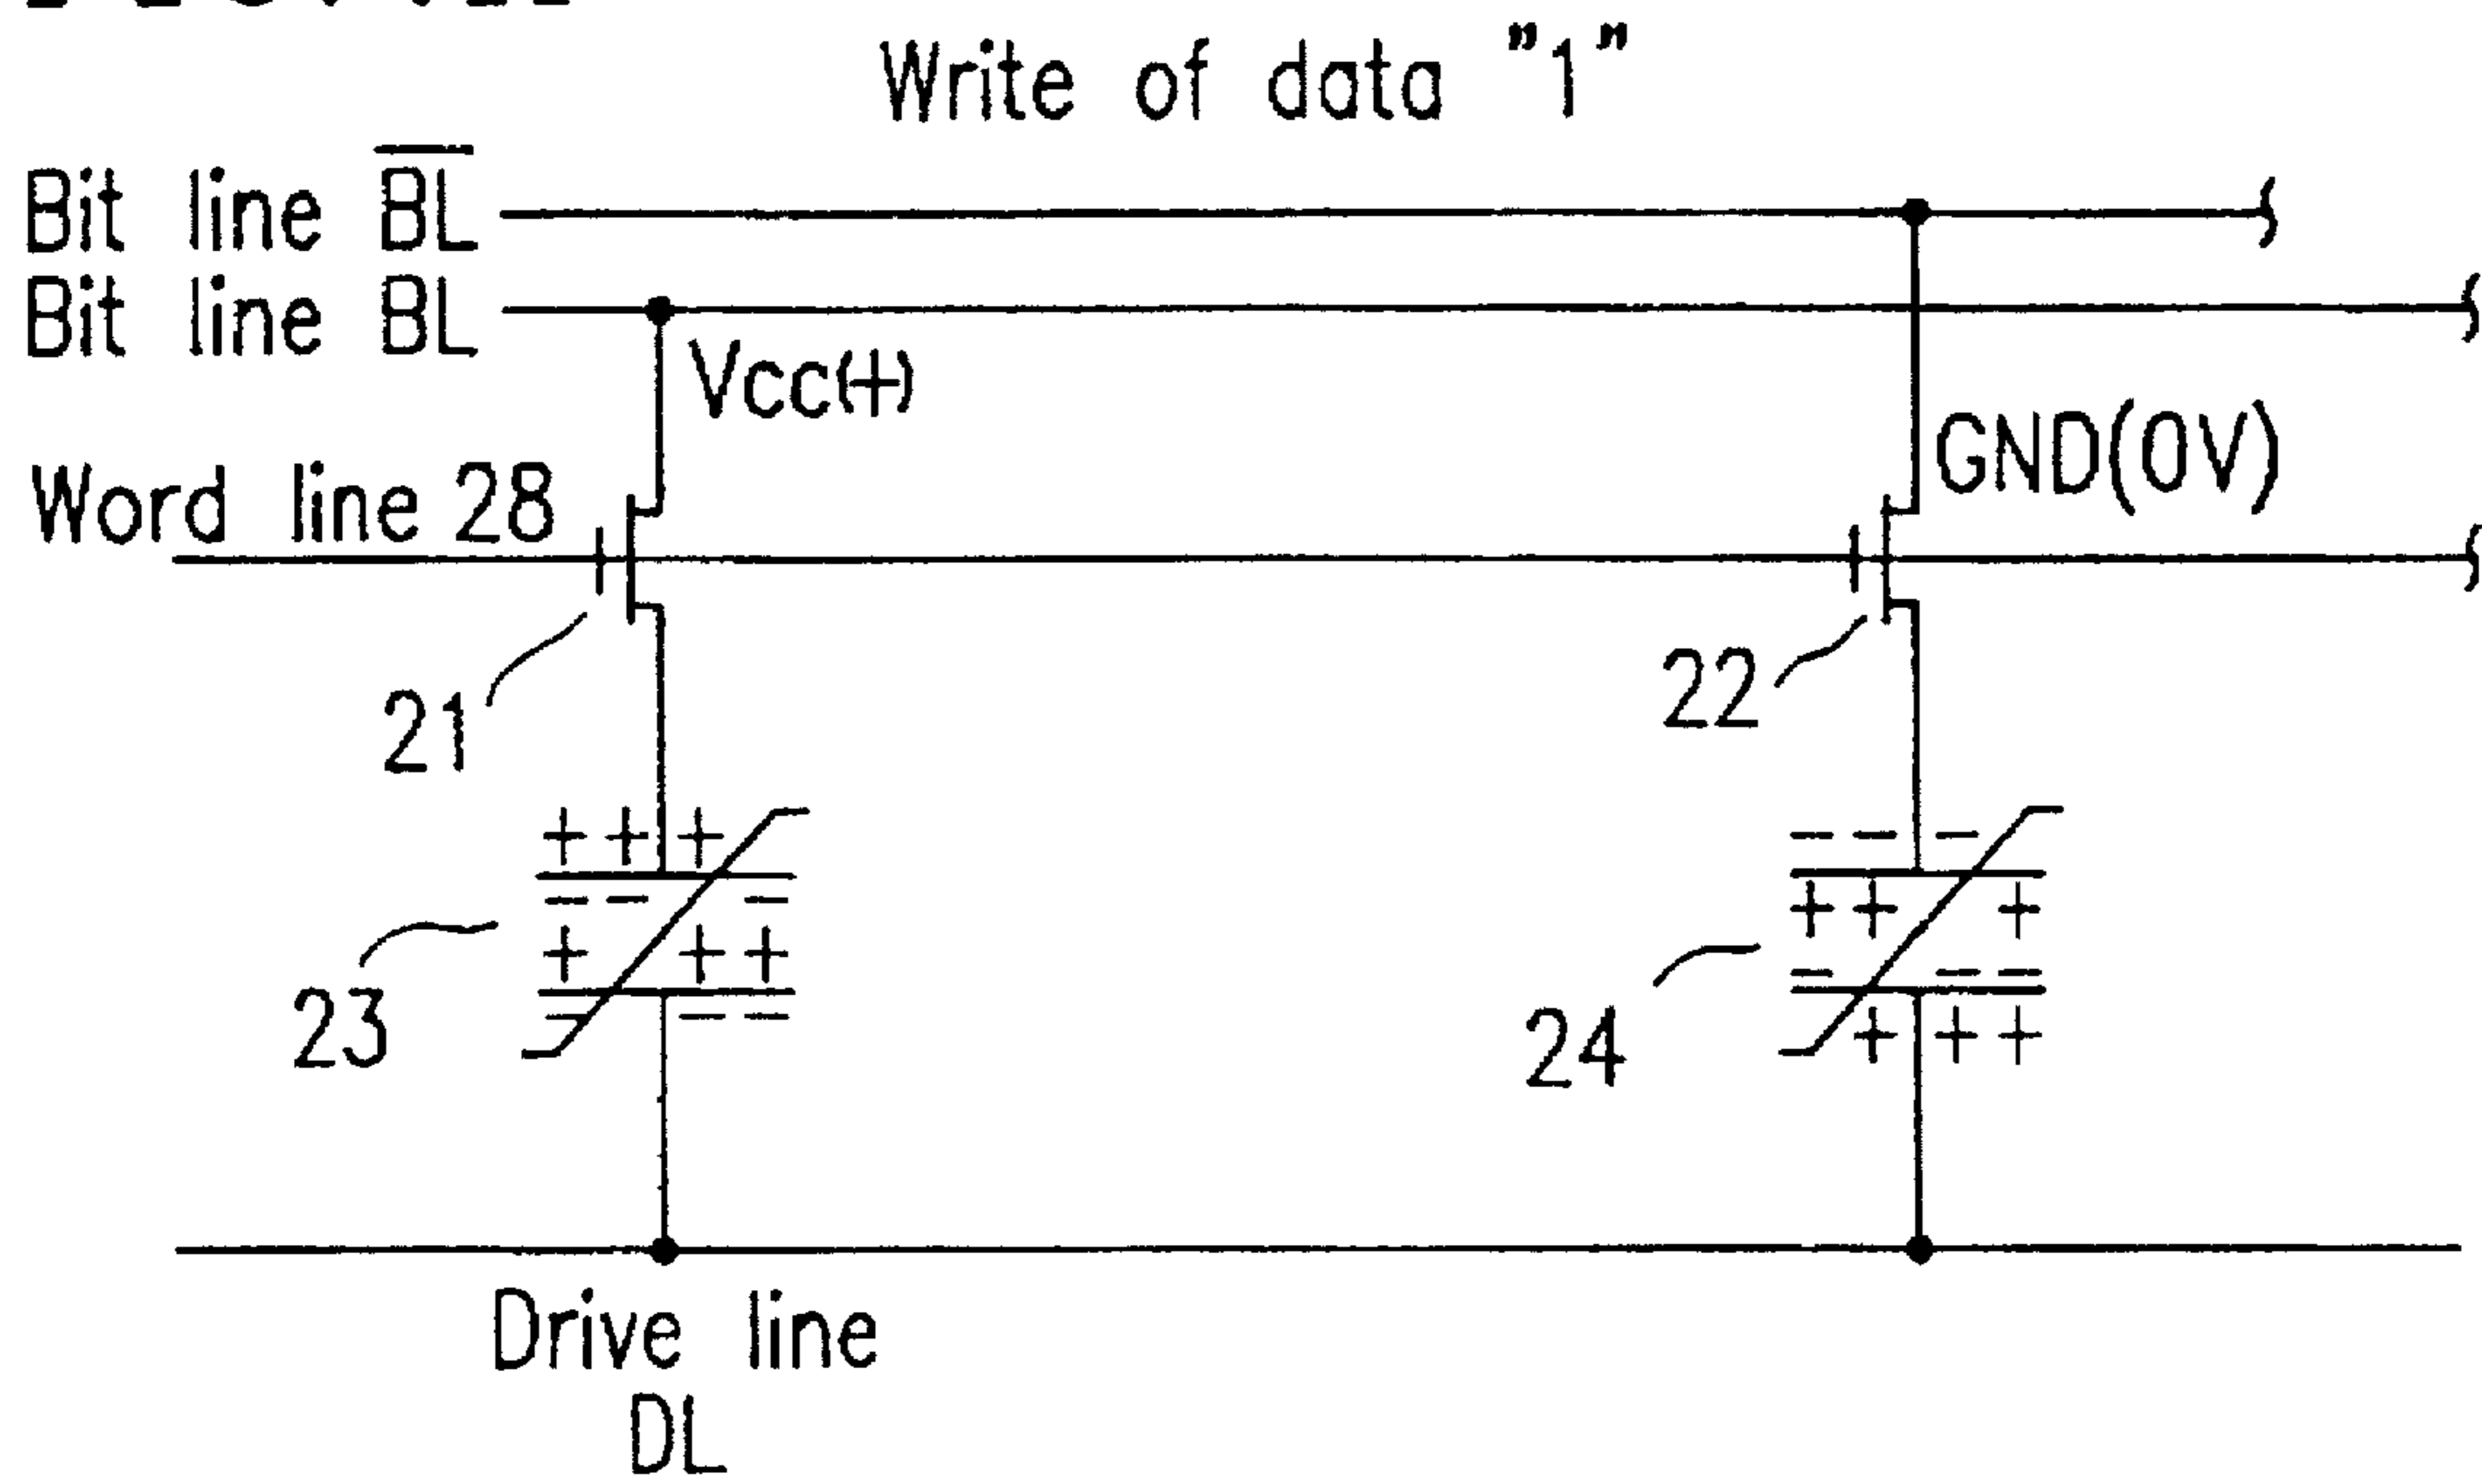 Write of data "1"
Bit line B̅L̅
Bit line BL
Vcc(+)
GND(0V)
Word line 28
21
22
23
24
Drive line
DL